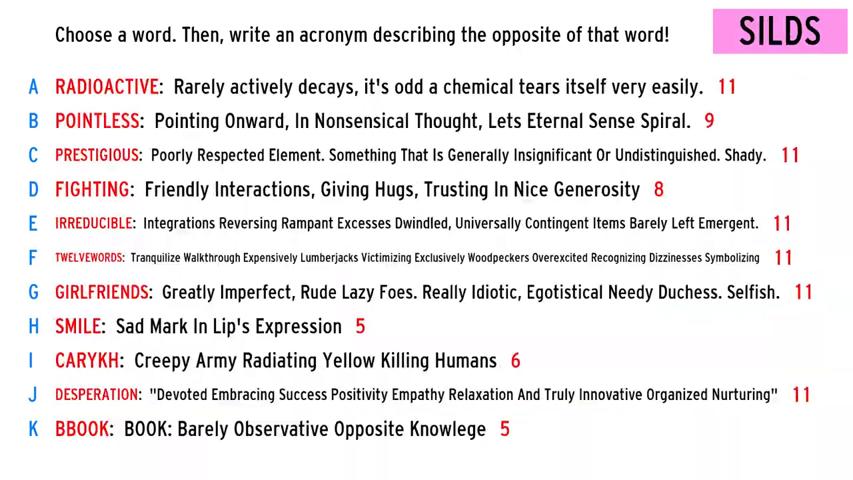 Choose a word. Then, write an acronym describing the opposite of that word!
SILDS
A RADIOACTIVE: Rarely actively decays, it's odd a chemical tears itself very easily. 11
B POINTLESS: Pointing Onward, In Nonsensical Thought, Lets Eternal Sense Spiral. 9
C PRESTIGIOUS: Poorly Respected Element. Something That Is Generally Insignificant Or Undistinguished. Shady. 11
D FIGHTING: Friendly Interactions, Giving Hugs, Trusting In Nice Generosity 8
E IRREDUCIBLE: Integrations Reversing Rampant Excesses Dwindled, Universally Contingent Items Barely Left Emergent. 11
F TWELVEWORDS: Tranquilize Walkthrough Expensively Lumberjacks Victimizing Exclusively Woodpeckers Overexcited Recognizing Dizzinesses Symbolizing 11
G GIRLFRIENDS: Greatly Imperfect, Rude Lazy Foes. Really Idiotic, Egotistical Needy Duchess. Selfish. 11
H SMILE: Sad Mark In Lip's Expression 5
I CARYKH: Creepy Army Radiating Yellow Killing Humans 6
J DESPERATION: "Devoted Embracing Success Positivity Empathy Relaxation And Truly Innovative Organized Nurturing" 11
K BBOOK: BOOK: Barely Observative Opposite Knowlege 5